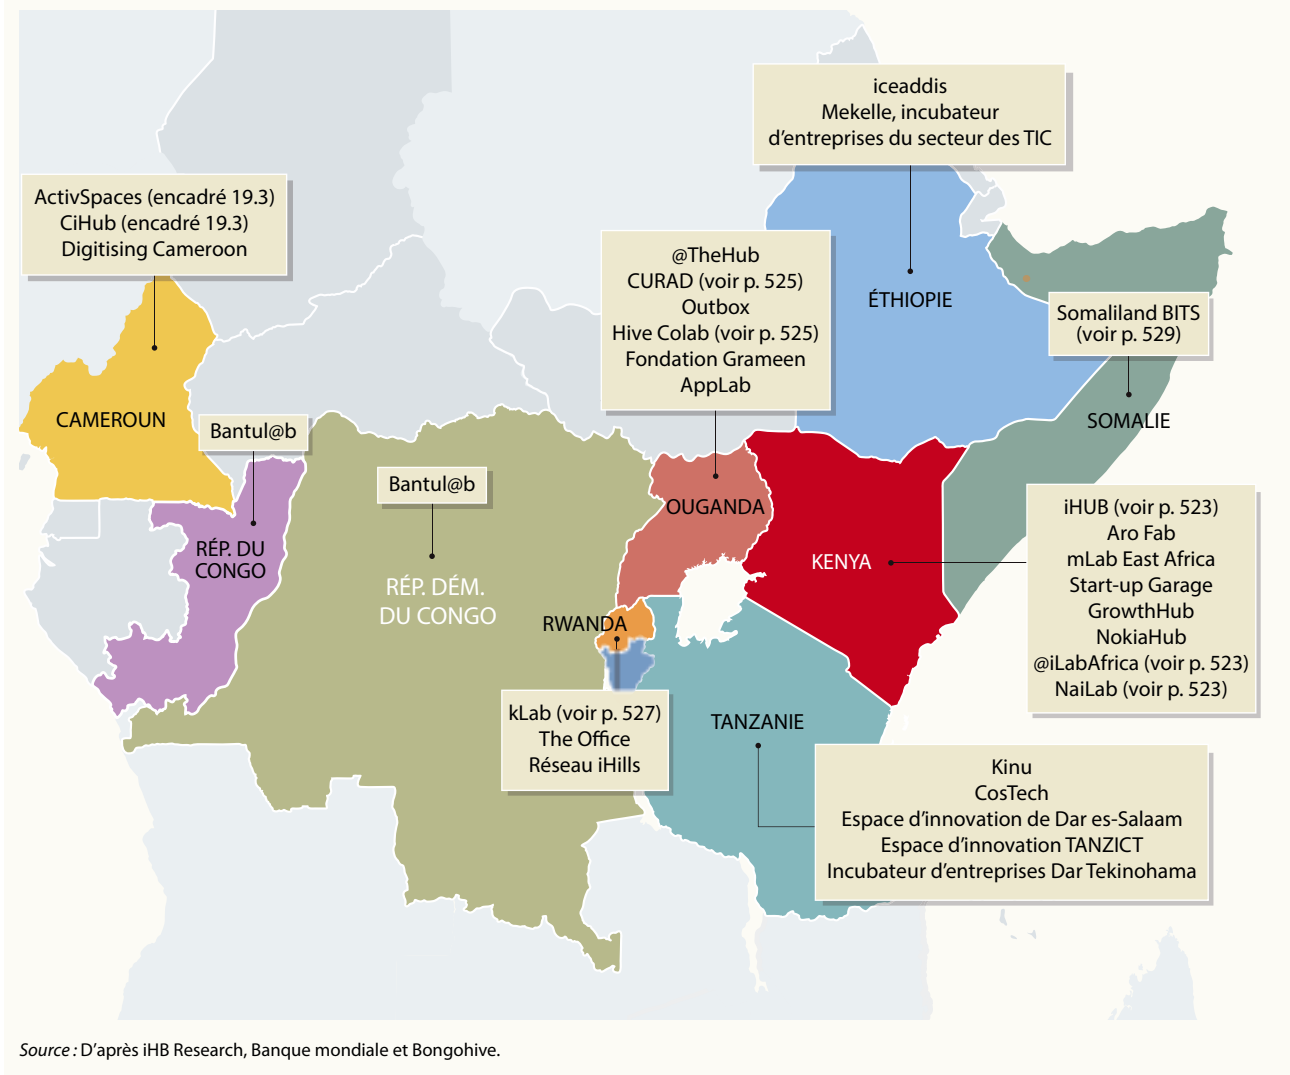 iceaddis
Mekelle, incubateur
d'entreprises du secteur des TIC
ActivSpaces (encadré 19.3)
CiHub (encadré 19.3)
Digitising Cameroon
@TheHub
CURAD (voir p. 525)
Outbox
Hive Colab (voir p. 525)
Fondation Grameen
AppLab
ÉTHIOPIE
Somaliland BITS
(voir p. 529)
CAMEROUN
Bantul@b
SOMALIE
Bantul@b
OUGANDA
iHUB (voir p. 523)
Aro Fab
mLab East Africa
Start-up Garage
GrowthHub
NokiaHub
@iLabAfrica (voir p. 523)
NaiLab (voir p. 523)
RÉP. DU
CONGO
KENYA
RÉP. DÉM.
DU CONGO
RWANDA
kLab (voir p. 527)
The Office
Réseau iHills
TANZANIE
Kinu
CosTech
Espace d'innovation de Dar es-Salaam
Espace d'innovation TANZICT
Incubateur d'entreprises Dar Tekinohama
Source : D'après iHB Research, Banque mondiale et Bongohive.